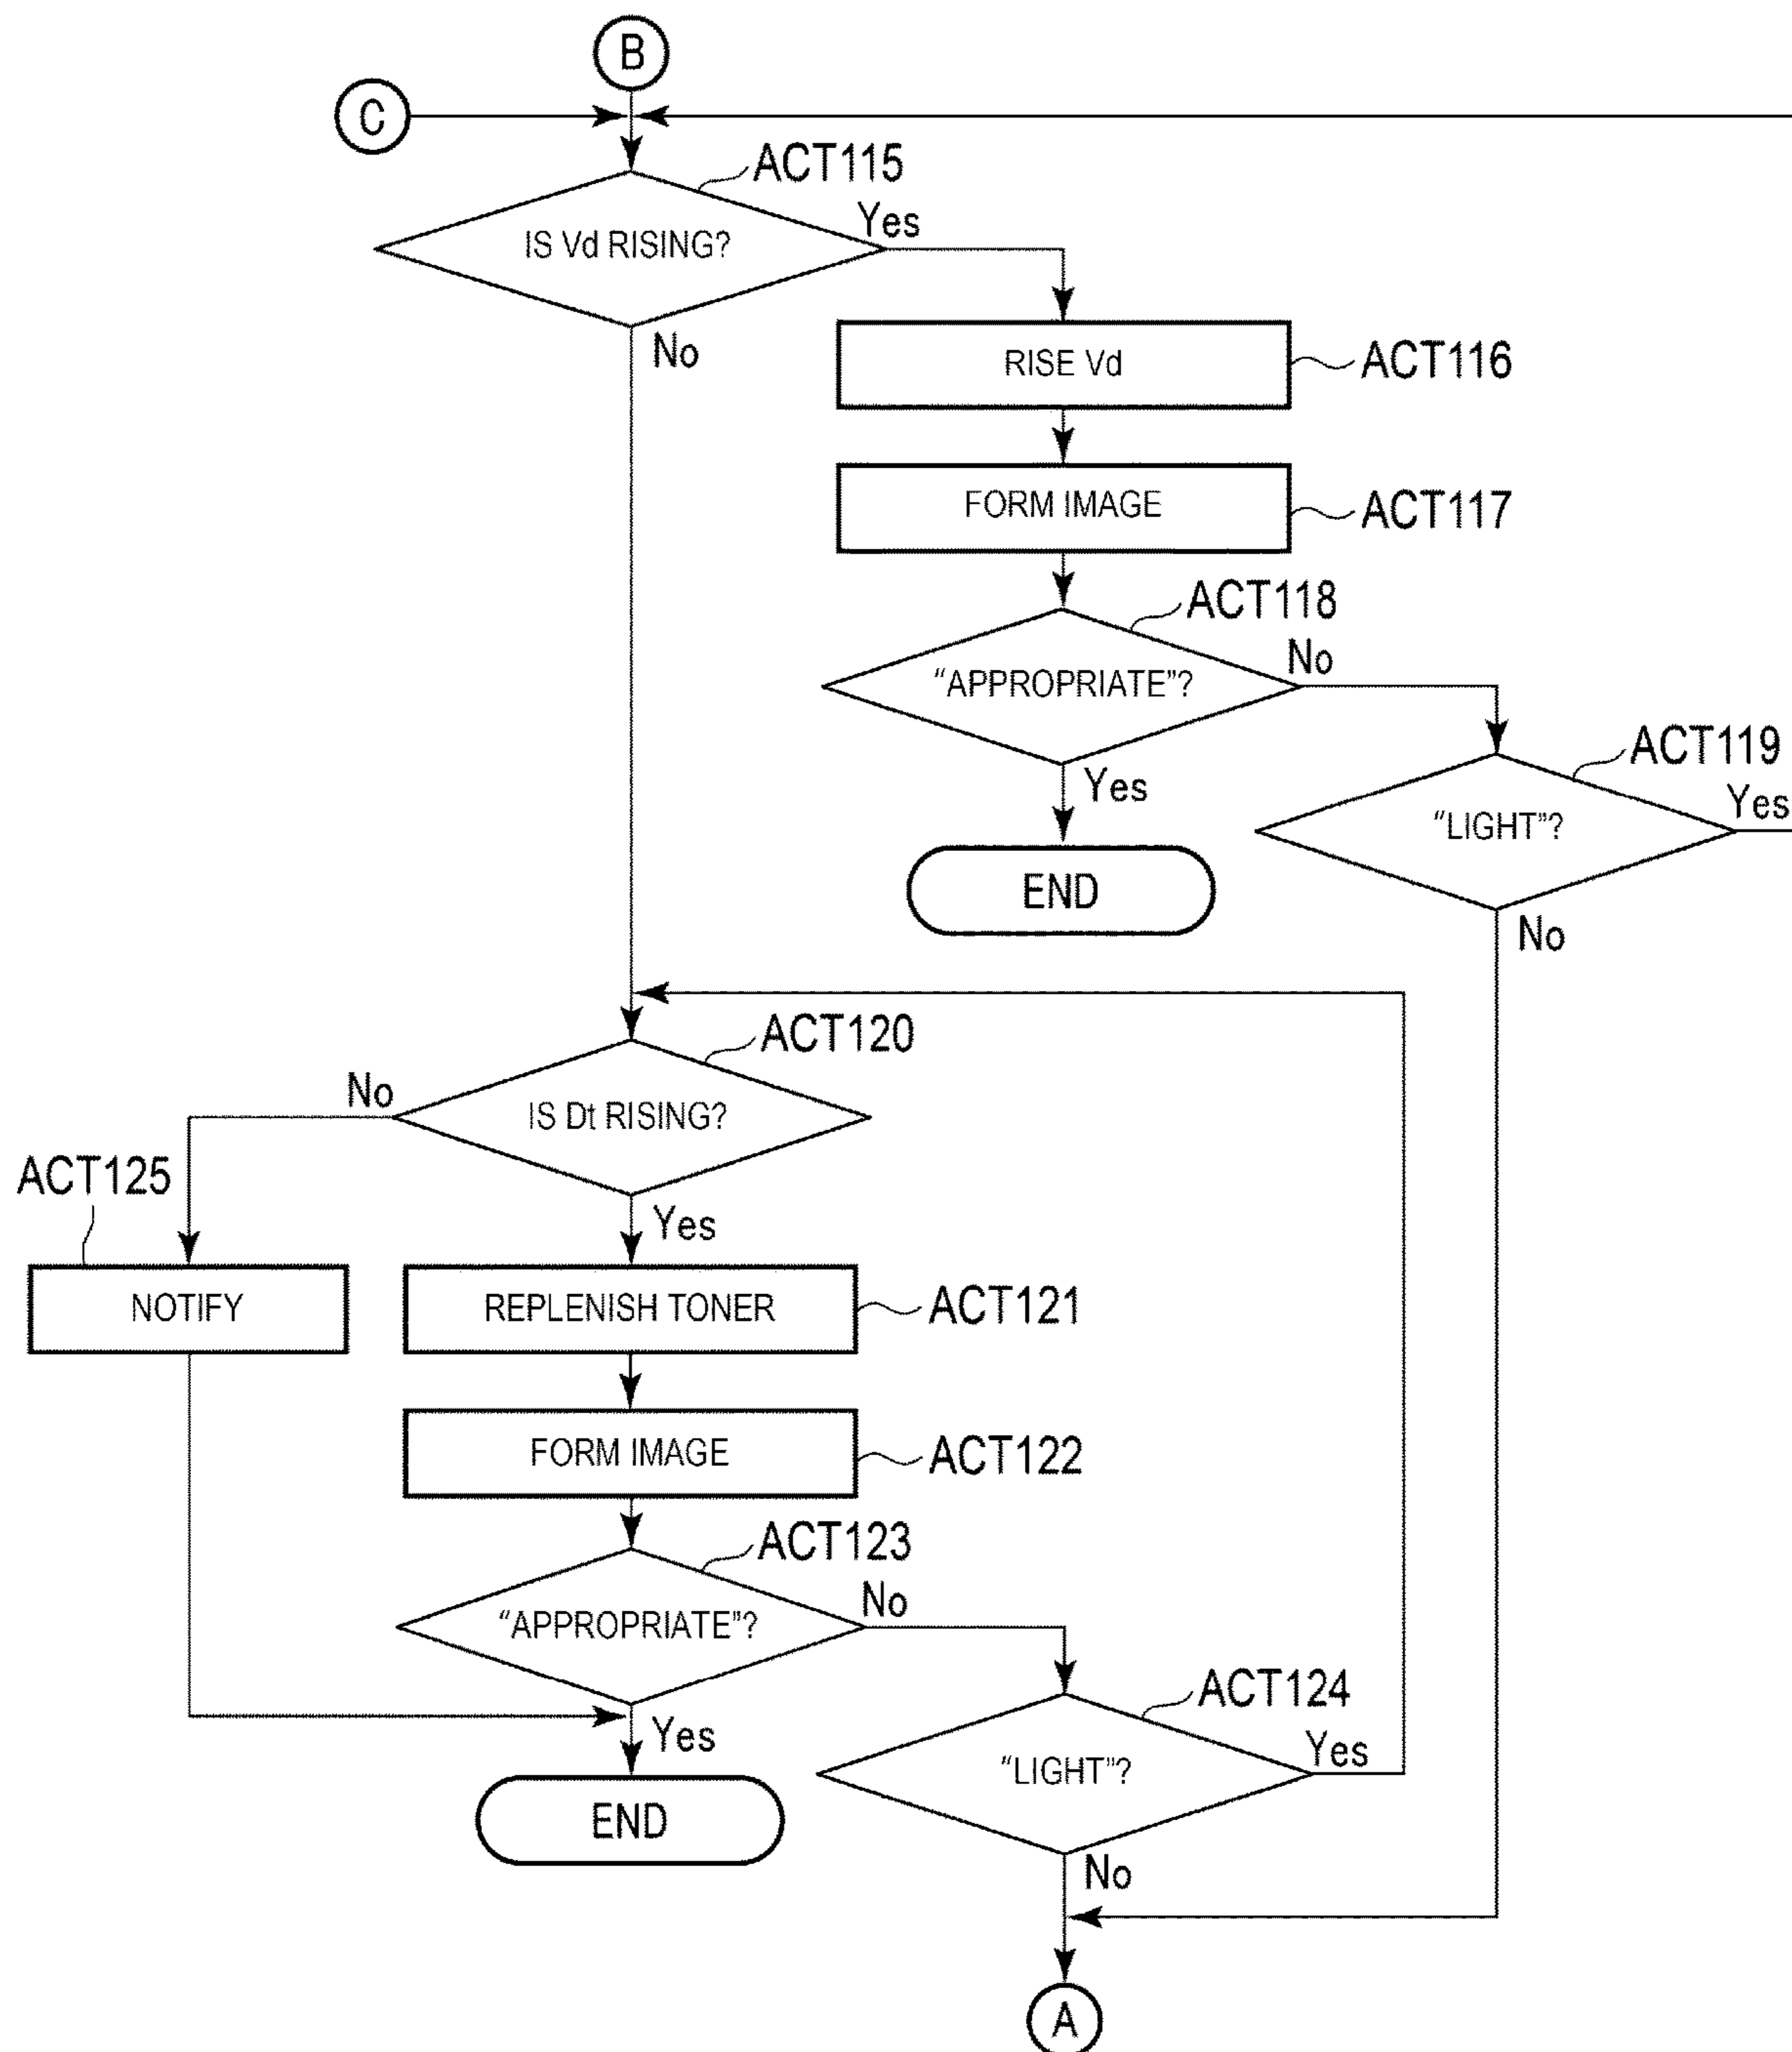 B
C
ACT115
Yes
IS Vd RISING?
No
RISE Vd
ACT116
FORM IMAGE
ACT117
ACT118
No
"APPROPRIATE"?
ACT119
Yes
Yes
"LIGHT"?
END
No
ACT120
No
IS Dt RISING?
ACT125
Yes
NOTIFY
REPLENISH TONER
ACT121
FORM IMAGE
ACT122
ACT123
No
"APPROPRIATE"?
ACT124
Yes
Yes
"LIGHT"?
END
No
A